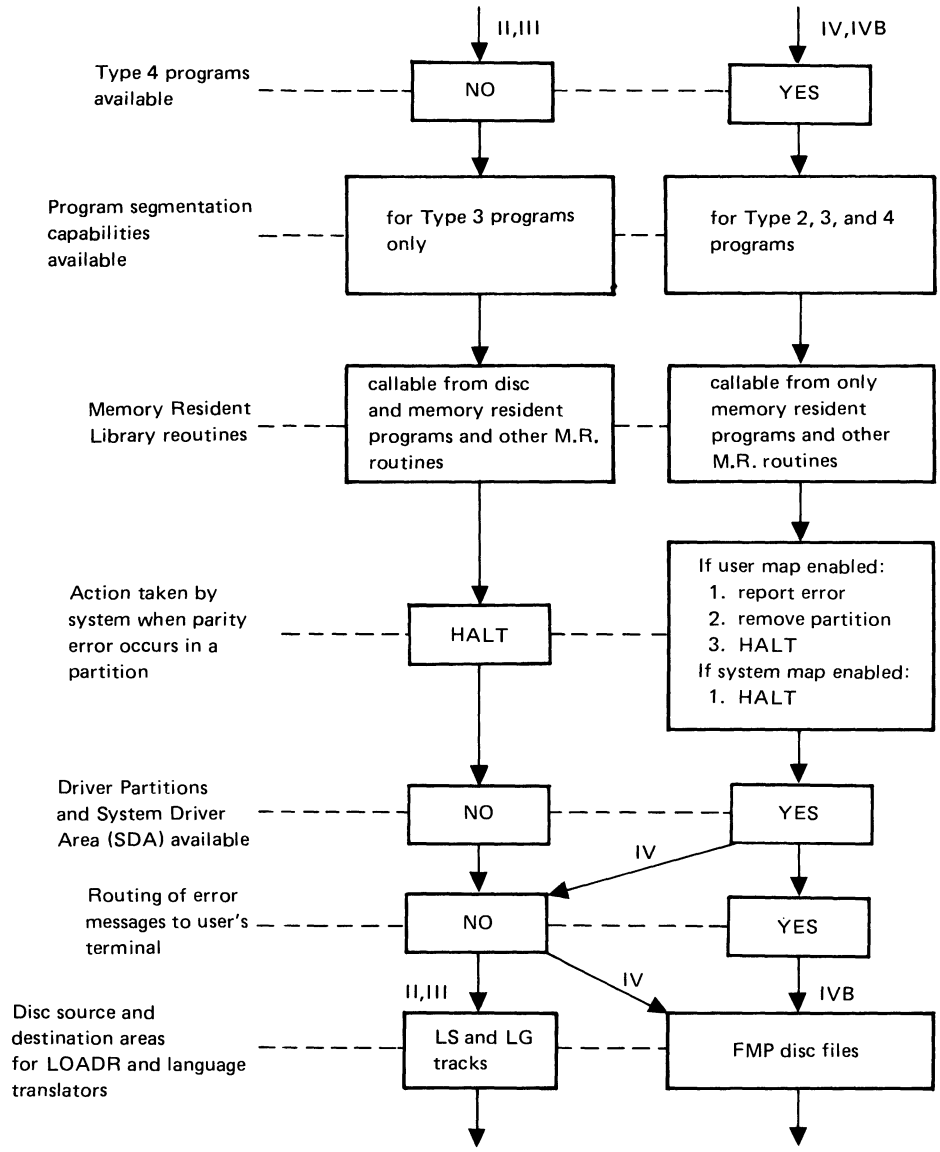 II,III
IV,IVB
Type 4 programs
available
NO
YES
Program segmentation
capabilities
available
for Type 3 programs
only
for Type 2, 3, and 4
programs
Memory Resident
Library reoutines
callable from disc
and memory resident
programs and other M.R.
routines
callable from only
memory resident
programs and other
M.R. routines
Action taken by
system when parity
error occurs in a
partition
HALT
If user map enabled:
1. report error
2. remove partition
3. HALT
If system map enabled:
1. HALT
Driver Partitions
and System Driver
Area (SDA) available
NO
YES
IV
Routing of error
messages to user's
terminal
NO
YES
II,III
IV
IVB
Disc source and
destination areas
for LOADR and language
translators
LS and LG
tracks
FMP disc files